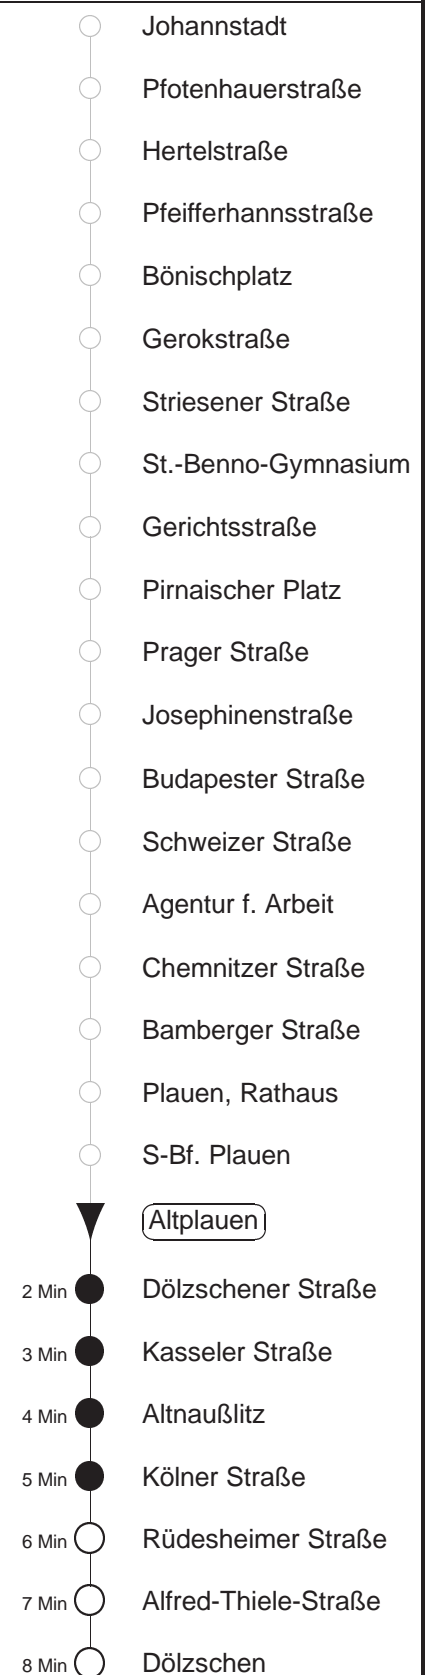 Johannstadt
Pfotenhauerstraße
Hertelstraße
Pfeifferhannsstraße
Bönischplatz
Gerokstraße
Striesener Straße
St.-Benno-Gymnasium
Gerichtsstraße
Pirnaischer Platz
Prager Straße
Josephinenstraße
Budapester Straße
Schweizer Straße
Agentur f. Arbeit
Chemnitzer Straße
Bamberger Straße
Plauen, Rathaus
S-Bf. Plauen
Altplauen
2 Min Dölzschener Straße
3 Min Kasseler Straße
4 Min Altnaußlitz
5 Min Kölner Straße
6 Min Rüdesheimer Straße
7 Min Alfred-Thiele-Straße
8 Min Dölzschen